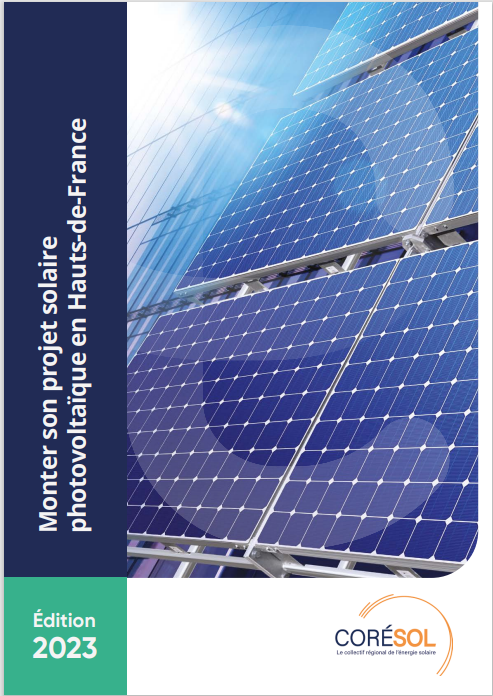 Monter son projet solaire
photovoltaïque en Hauts-de-France
Édition
2023
CORÉSOL
Le collectif régional de l'énergie solaire